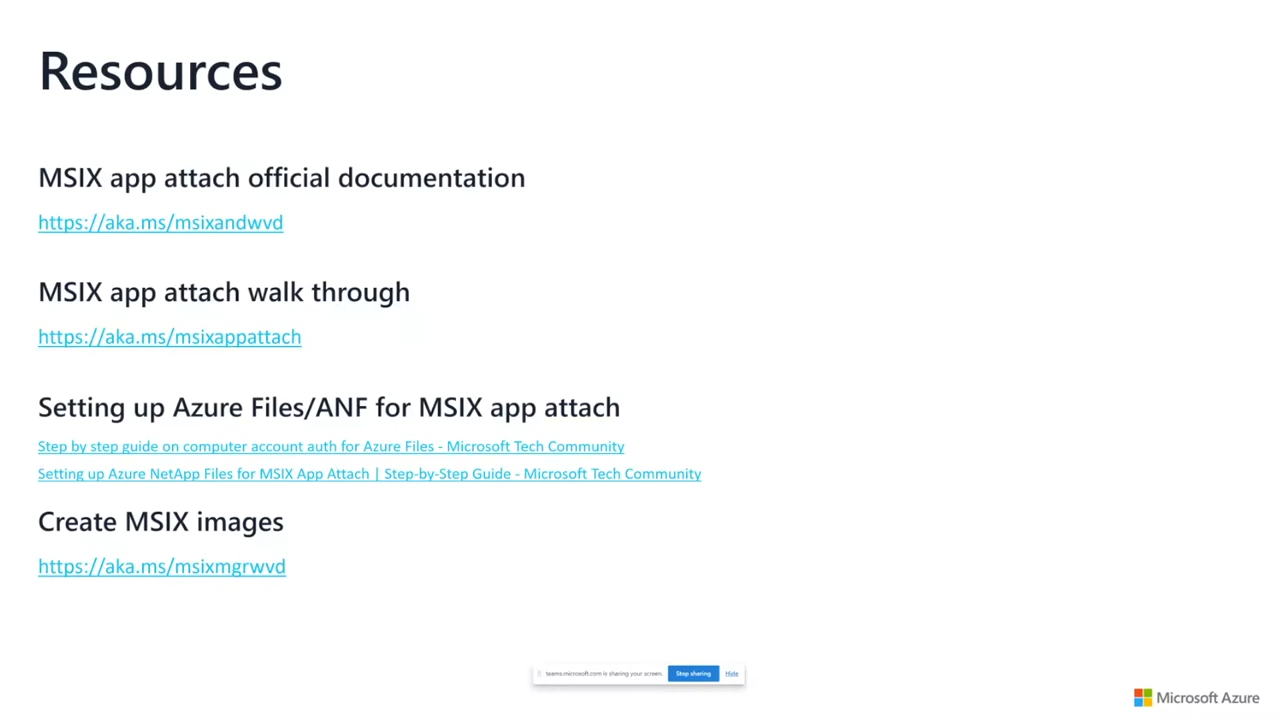 Resources
MSIX app attach official documentation
https://aka.ms/msixandwvd
MSIX app attach walk through
https://aka.ms/msixappattach
Setting up Azure Files/ANF for MSIX app attach
Step by step guide on computer account auth for Azure Files - Microsoft Tech Community
Setting up Azure NetApp Files for MSIX App Attach | Step-by-Step Guide - Microsoft Tech Community
Create MSIX images
https://aka.ms/msixmgrwvd
teams.microsoft.com is sharing your screen. Stop sharing Hide
Microsoft Azure